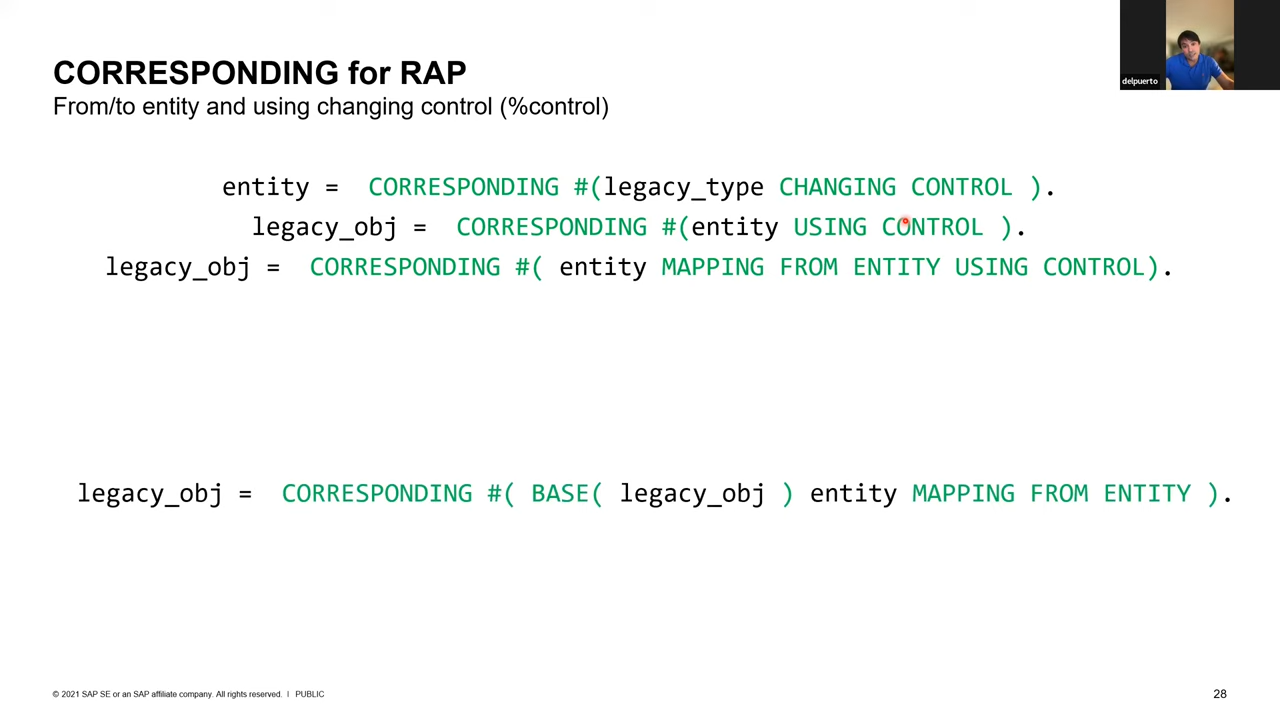 CORRESPONDING for RAP
From/to entity and using changing control (%control)
delpuerto
entity = CORRESPONDING #(legacy_type CHANGING CONTROL ).
legacy_obj = CORRESPONDING #(entity USING CONTROL ).
legacy_obj = CORRESPONDING #( entity MAPPING FROM ENTITY USING CONTROL).
legacy_obj = CORRESPONDING #( BASE( legacy_obj ) entity MAPPING FROM ENTITY ).
© 2021 SAP SE or an SAP affiliate company. All rights reserved. I PUBLIC
28